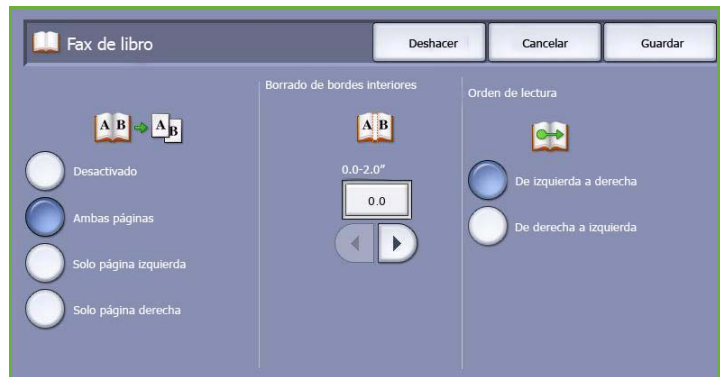 Fax de libro
Deshacer
Cancelar
Guardar
A B A B
Desactivado
Ambas páginas
Solo página izquierda
Solo página derecha
Borrado de bordes interiores
A B
0.0-2.0"
0.0
Orden de lectura
De izquierda a derecha
De derecha a izquierda